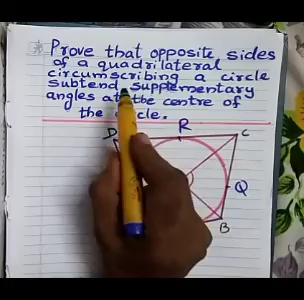 Prove that opposite sides
of a quadrilateral
circumscribing a circle
subtend supplementary
angles at the centre of
the circle.
D R C
Q
B